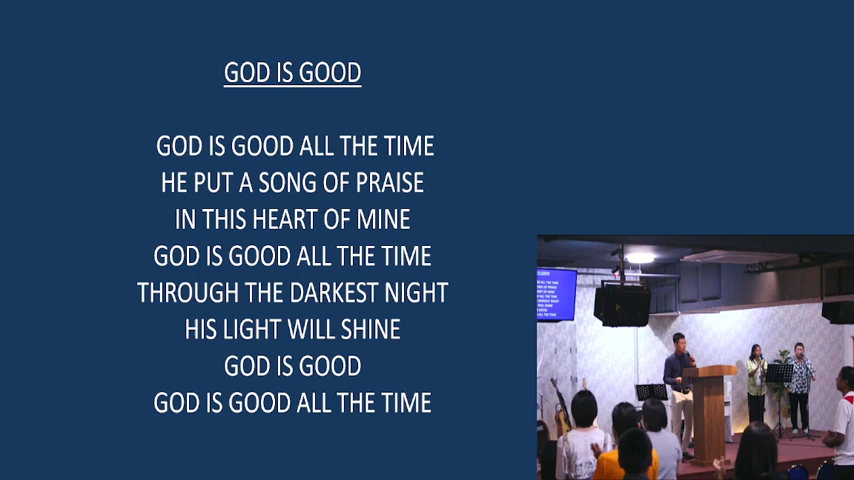 GOD IS GOOD
GOD IS GOOD ALL THE TIME
HE PUT A SONG OF PRAISE
IN THIS HEART OF MINE
GOD IS GOOD ALL THE TIME
THROUGH THE DARKEST NIGHT
HIS LIGHT WILL SHINE
GOD IS GOOD
GOD IS GOOD ALL THE TIME